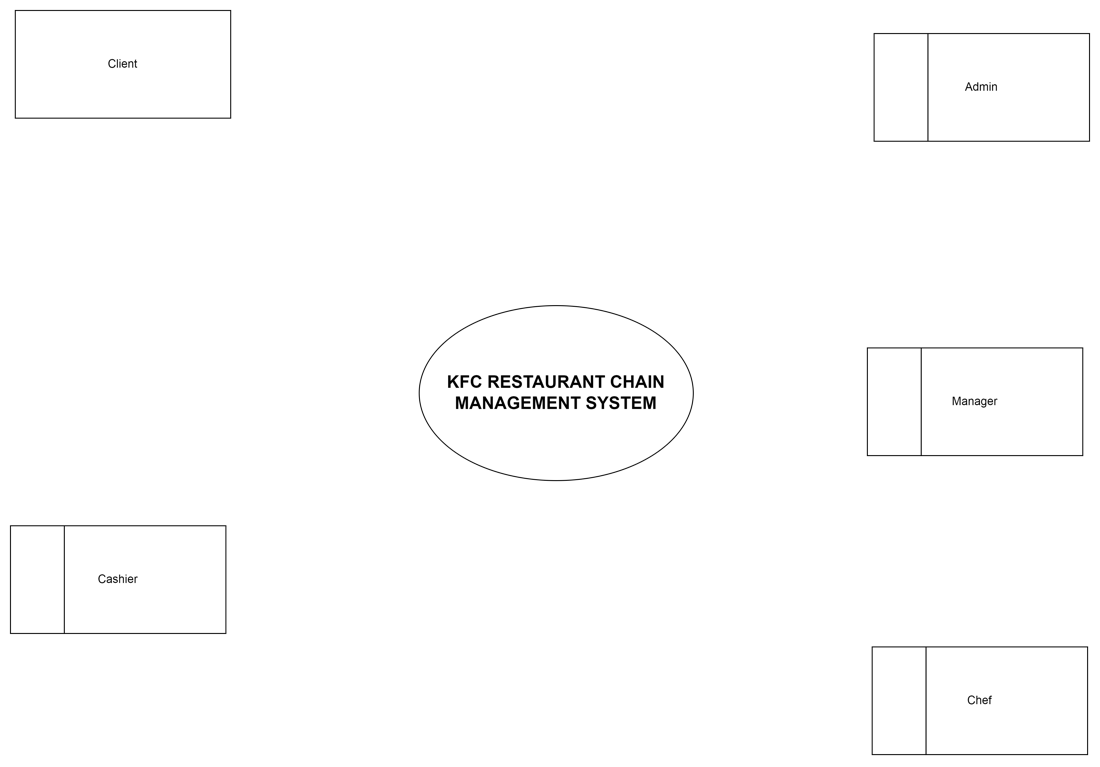 Client
Admin
KFC RESTAURANT CHAIN
MANAGEMENT SYSTEM
Manager
Cashier
Chef